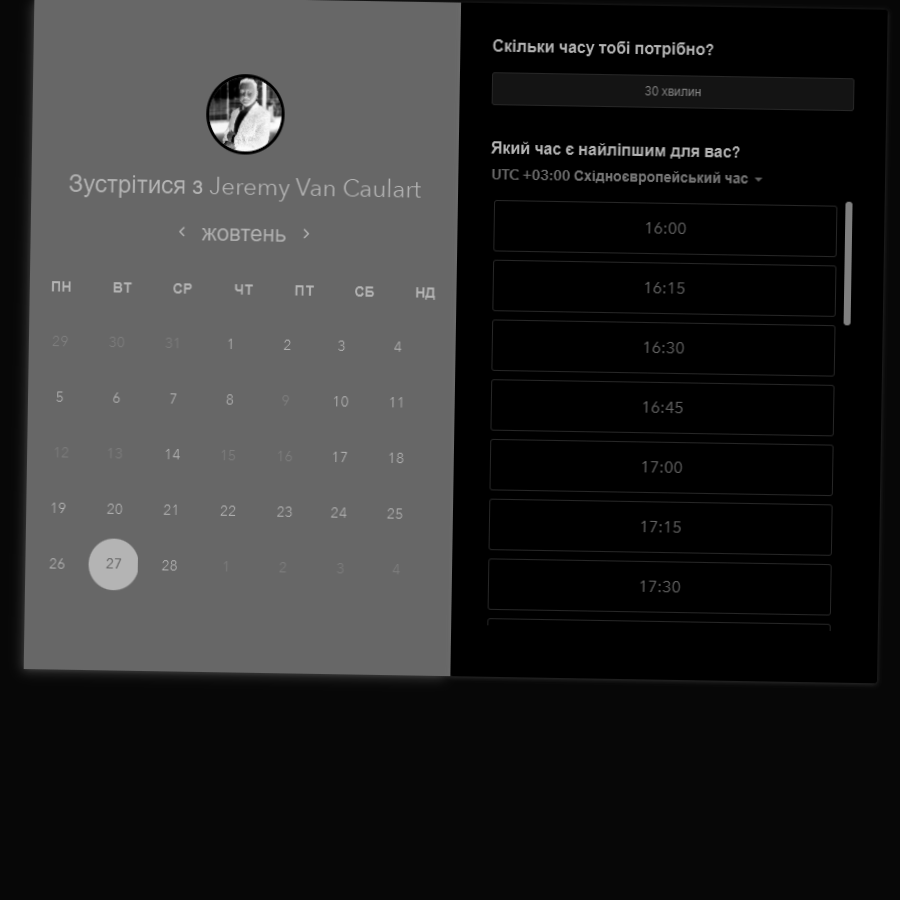 Зустрітися з Jeremy Van Caulart
жовтень
ПН ВТ СР ЧТ ПТ СБ НД
29 30 31 1 2 3 4
5 6 7 8 9 10 11
12 13 14 15 16 17 18
19 20 21 22 23 24 25
26 27 28 1 2 3 4
Скільки часу тобі потрібно?
30 хвилин
Який час є найліпшим для вас?
UTC +03:00 Східноєвропейський час
16:00
16:15
16:30
16:45
17:00
17:15
17:30